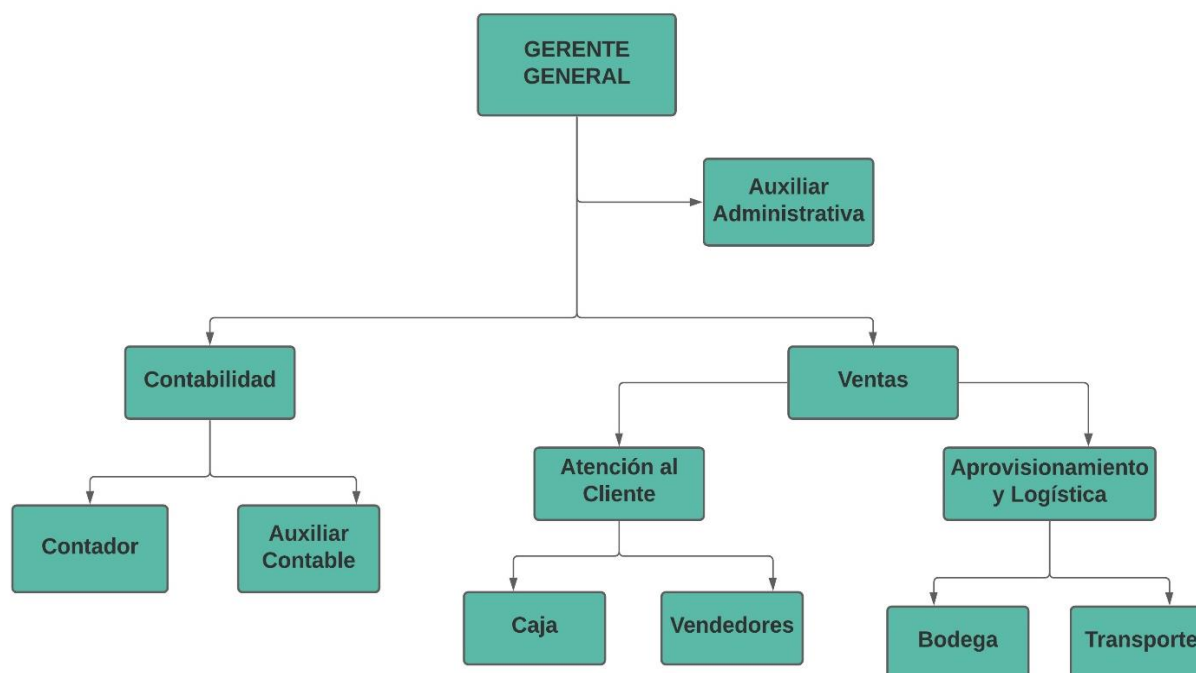 GERENTE
GENERAL
Auxiliar
Administrativa
Contabilidad
Ventas
Atención al
Cliente
Aprovisionamiento
y Logística
Contador
Auxiliar
Contable
Caja
Vendedores
Bodega
Transporte